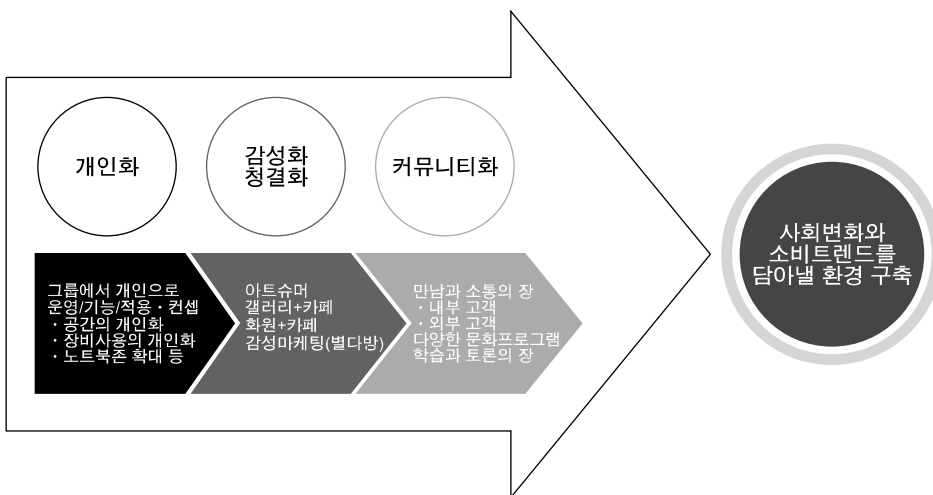 개인화
감성화
청결화
커뮤니티화
그룹에서 개인으로
운영/기능/적용・컨셉
・공간의 개인화
・장비사용의 개인화
・노트북존 확대 등
아트슈머
갤러리+카페
화원+카페
감성마케팅(별다방)
만남과 소통의 장
・내부 고객
・외부 고객
다양한 문화프로그램
학습과 토론의 장
사회변화와
소비트렌드를
담아낼 환경 구축